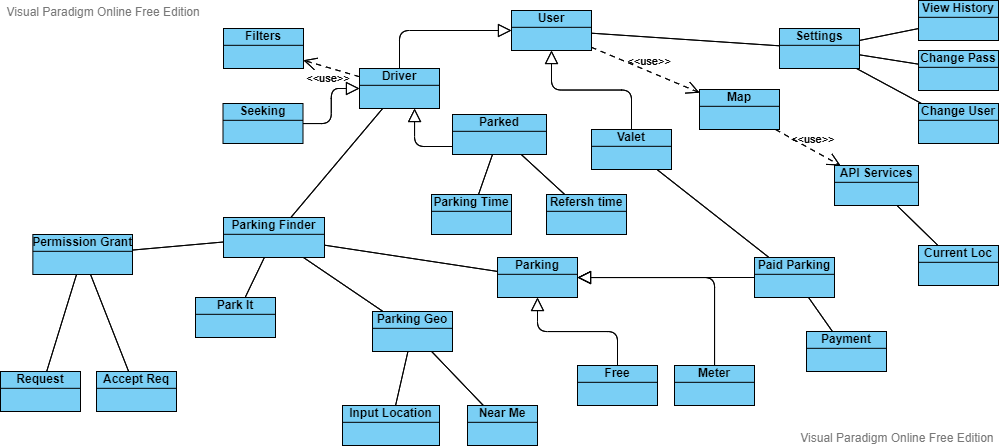 Visual Paradigm Online Free Edition
User
View History
Filters
Settings
Change Pass
<<use>>
Driver
<<use>>
Map
Seeking
Change User
Parked
Valet
<<use>>
API Services
Parking Time
Refersh time
Parking Finder
Permission Grant
Current Loc
Parking
Paid Parking
Park It
Parking Geo
Payment
Request
Accept Req
Free
Meter
Input Location
Near Me
Visual Paradigm Online Free Edition